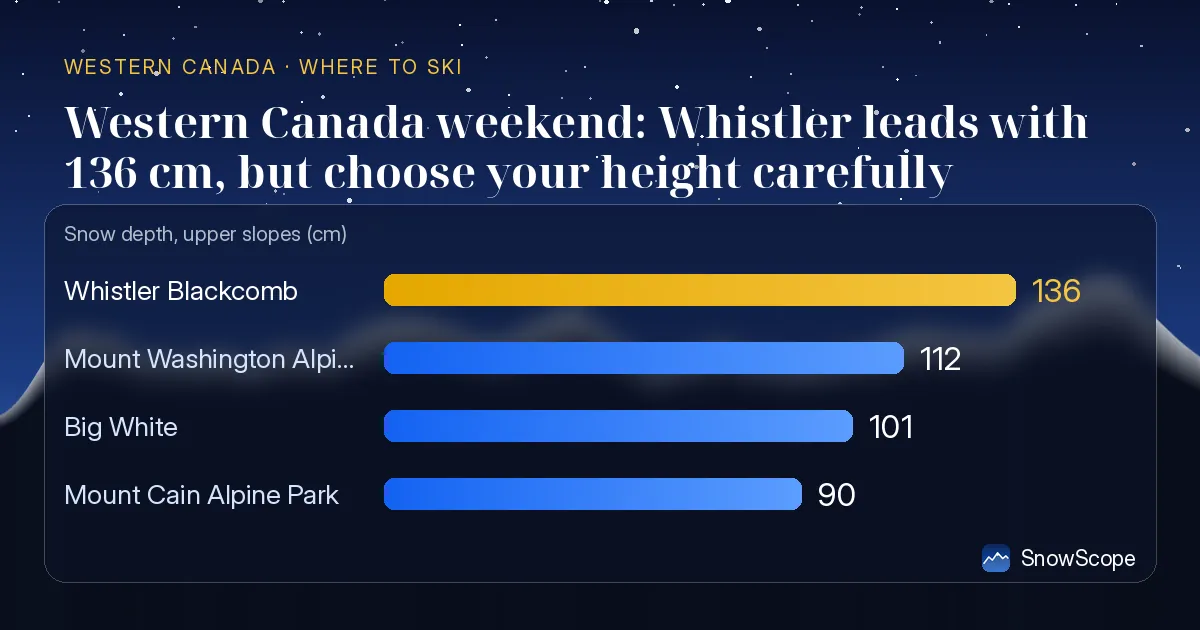 WESTERN CANADA · WHERE TO SKI
Western Canada weekend: Whistler leads with
136 cm, but choose your height carefully
Snow depth, upper slopes (cm)
Whistler Blackcomb 136
Mount Washington Alpi... 112
Big White 101
Mount Cain Alpine Park 90
SnowScope